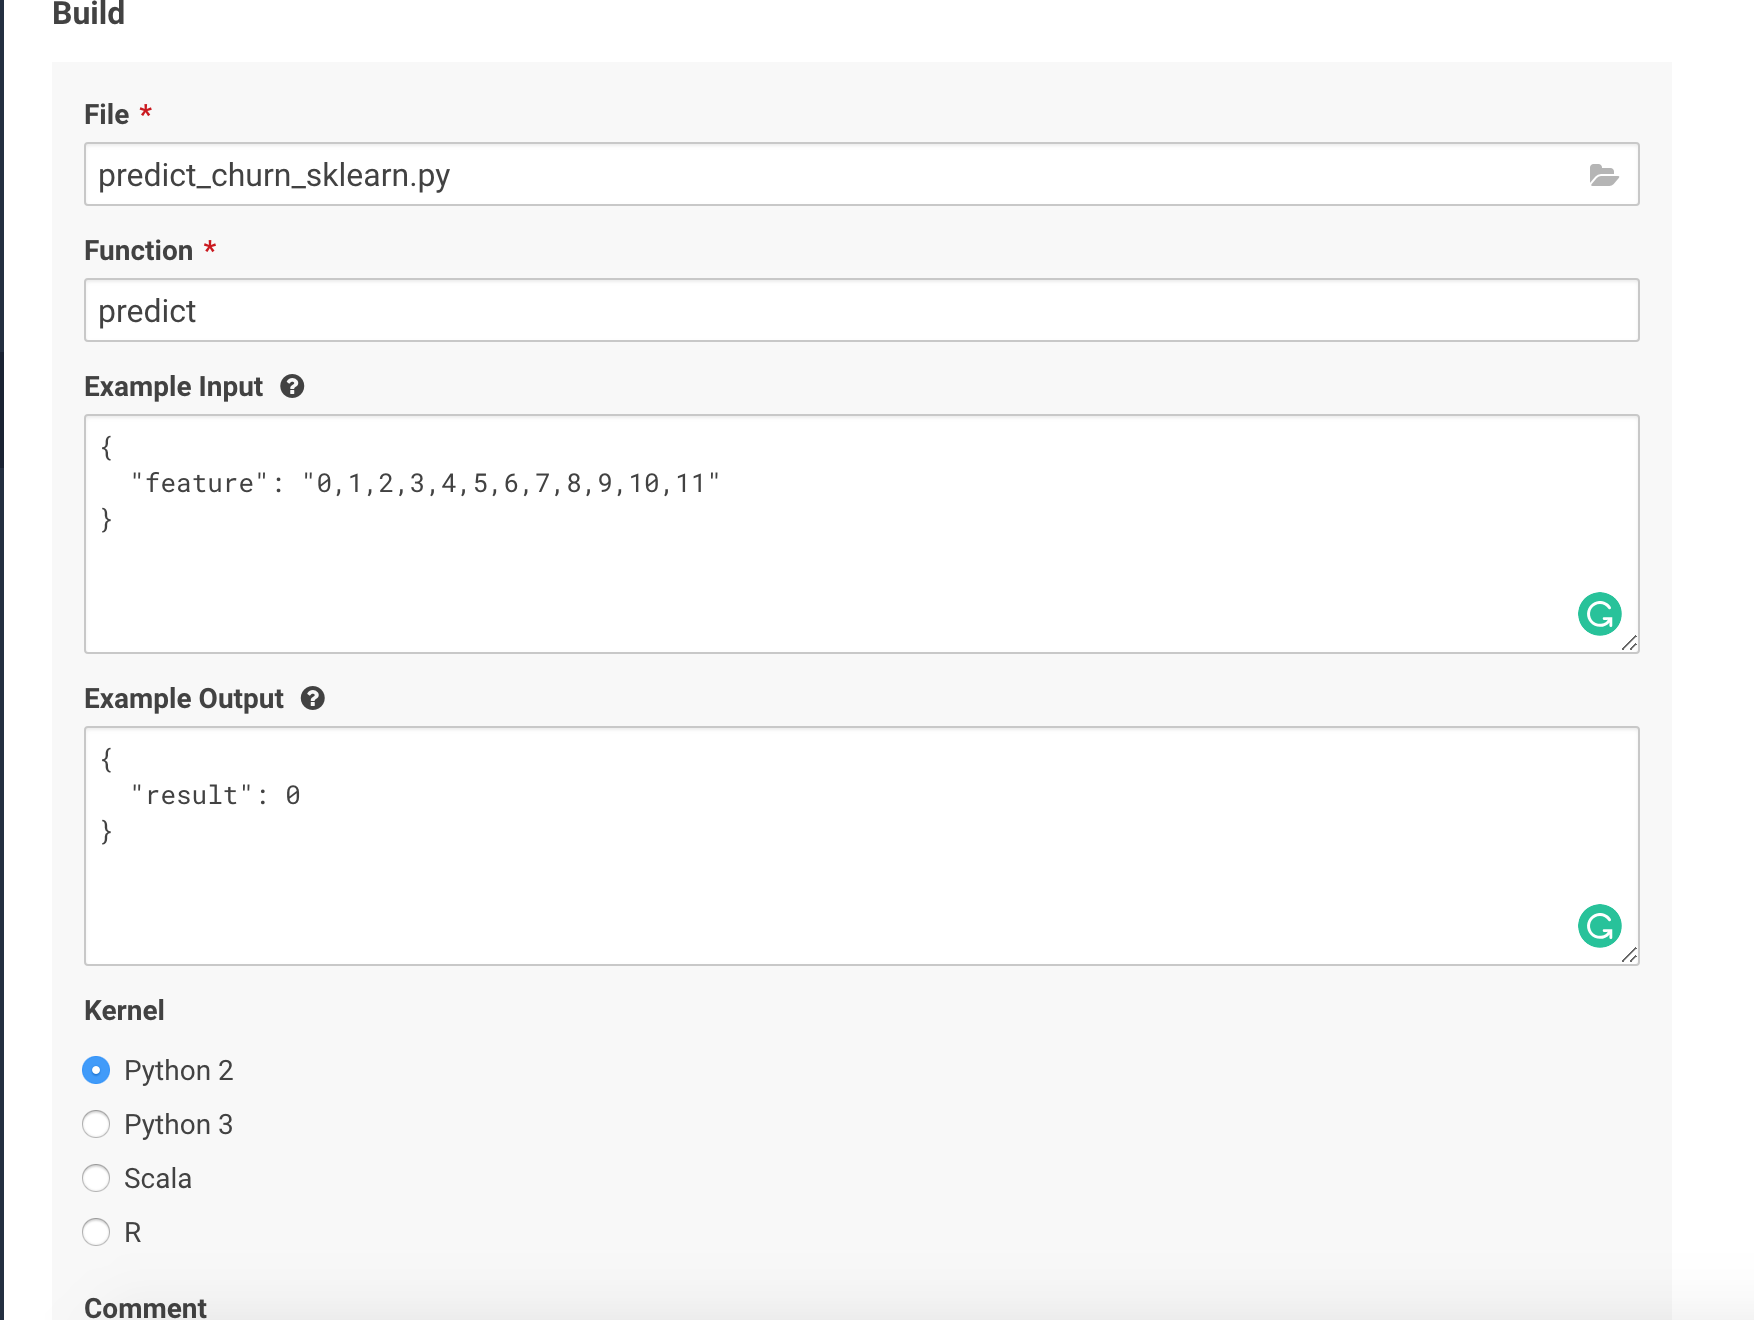 Build
File *
predict_churn_sklearn.py
Function *
predict
Example Input ?
{
"feature": "0,1,2,3,4,5,6,7,8,9,10,11"
}
Example Output ?
{
"result": 0
}
Kernel
Python 2
Python 3
Scala
R
Comment